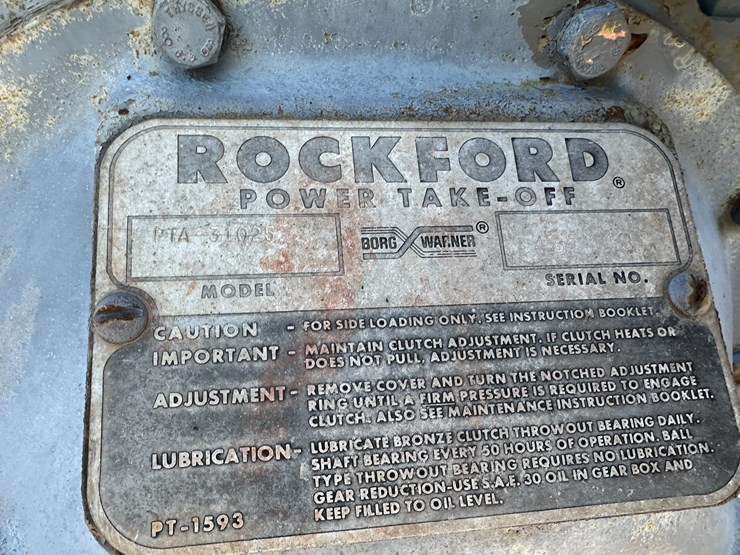 ROCKFORD®
POWER TAKE-OFF
PTA 31025
BORG WARNER®
MODEL
SERIAL NO.
CAUTION - FOR SIDE LOADING ONLY. SEE INSTRUCTION BOOKLET.
IMPORTANT - MAINTAIN CLUTCH ADJUSTMENT. IF CLUTCH HEATS OR
DOES NOT PULL, ADJUSTMENT IS NECESSARY.
ADJUSTMENT - REMOVE COVER AND TURN THE NOTCHED ADJUSTMENT
RING UNTIL A FIRM PRESSURE IS REQUIRED TO ENGAGE
CLUTCH. ALSO SEE MAINTENANCE INSTRUCTION BOOKLET.
LUBRICATION - LUBRICATE BRONZE CLUTCH THROWOUT BEARING DAILY.
SHAFT BEARING EVERY 50 HOURS OF OPERATION. BALL
TYPE THROWOUT BEARING REQUIRES NO LUBRICATION.
GEAR REDUCTION-USE S.A.E. 30 OIL IN GEAR BOX AND
KEEP FILLED TO OIL LEVEL.
PT-1593